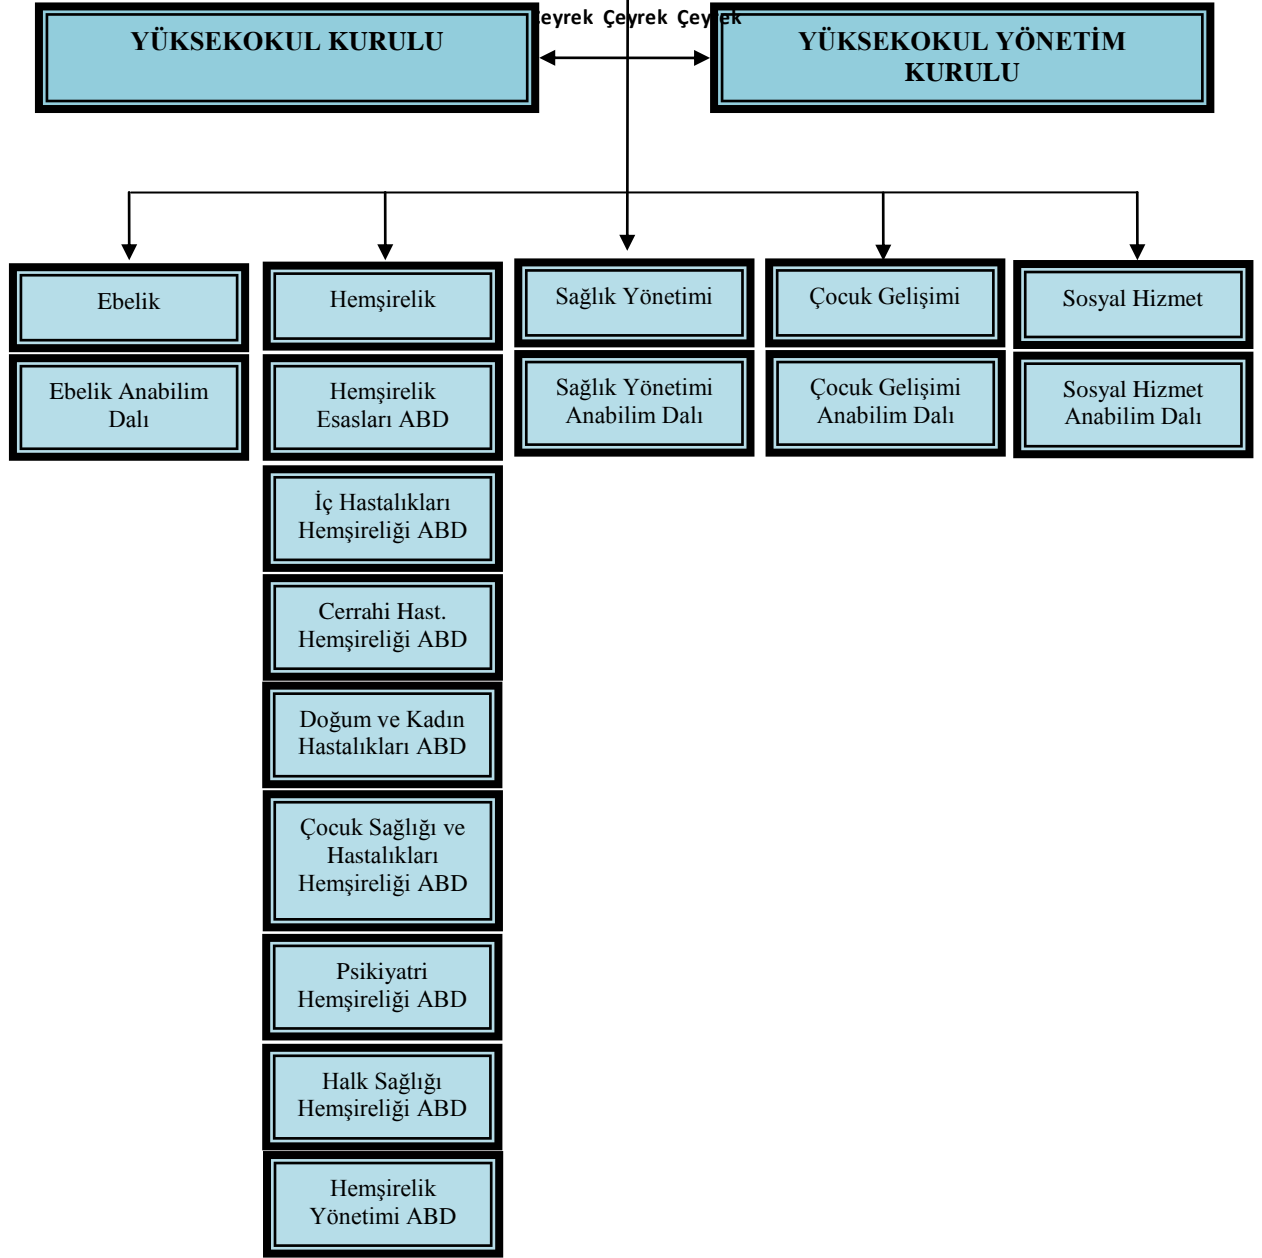 eyrek Çeyrek Çeyrek
YÜKSEKOKUL KURULU
YÜKSEKOKUL YÖNETİM
KURULU
Ebelik
Hemşirelik
Sağlık Yönetimi
Çocuk Gelişimi
Sosyal Hizmet
Ebelik Anabilim
Dalı
Hemşirelik
Esasları ABD
Sağlık Yönetimi
Anabilim Dalı
Çocuk Gelişimi
Anabilim Dalı
Sosyal Hizmet
Anabilim Dalı
İç Hastalıkları
Hemşireliği ABD
Cerrahi Hast.
Hemşireliği ABD
Doğum ve Kadın
Hastalıkları ABD
Çocuk Sağlığı ve
Hastalıkları
Hemşireliği ABD
Psikiyatri
Hemşireliği ABD
Halk Sağlığı
Hemşireliği ABD
Hemşirelik
Yönetimi ABD